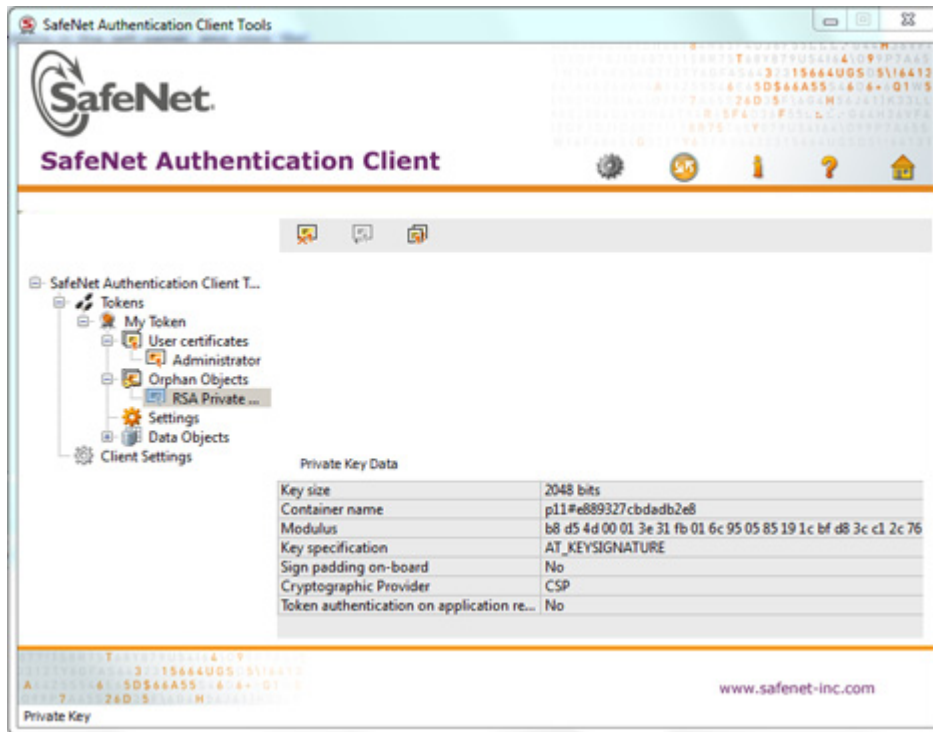 SafeNet Authentication Client Tools
SafeNet.
SafeNet Authentication Client
SafeNet Authentication Client T...
Tokens
My Token
User certificates
Administrator
Orphan Objects
RSA Private ...
Settings
Data Objects
Client Settings
Private Key Data
Key size 2048 bits
Container name p11#e889327cbdadb2e8
Modulus b8 d5 4d 00 01 3e 31 fb 01 6c 95 05 85 19 1c bf d8 3c c1 2c 76
Key specification AT_KEYSIGNATURE
Sign padding on-board No
Cryptographic Provider CSP
Token authentication on application re... No
www.safenet-inc.com
Private Key